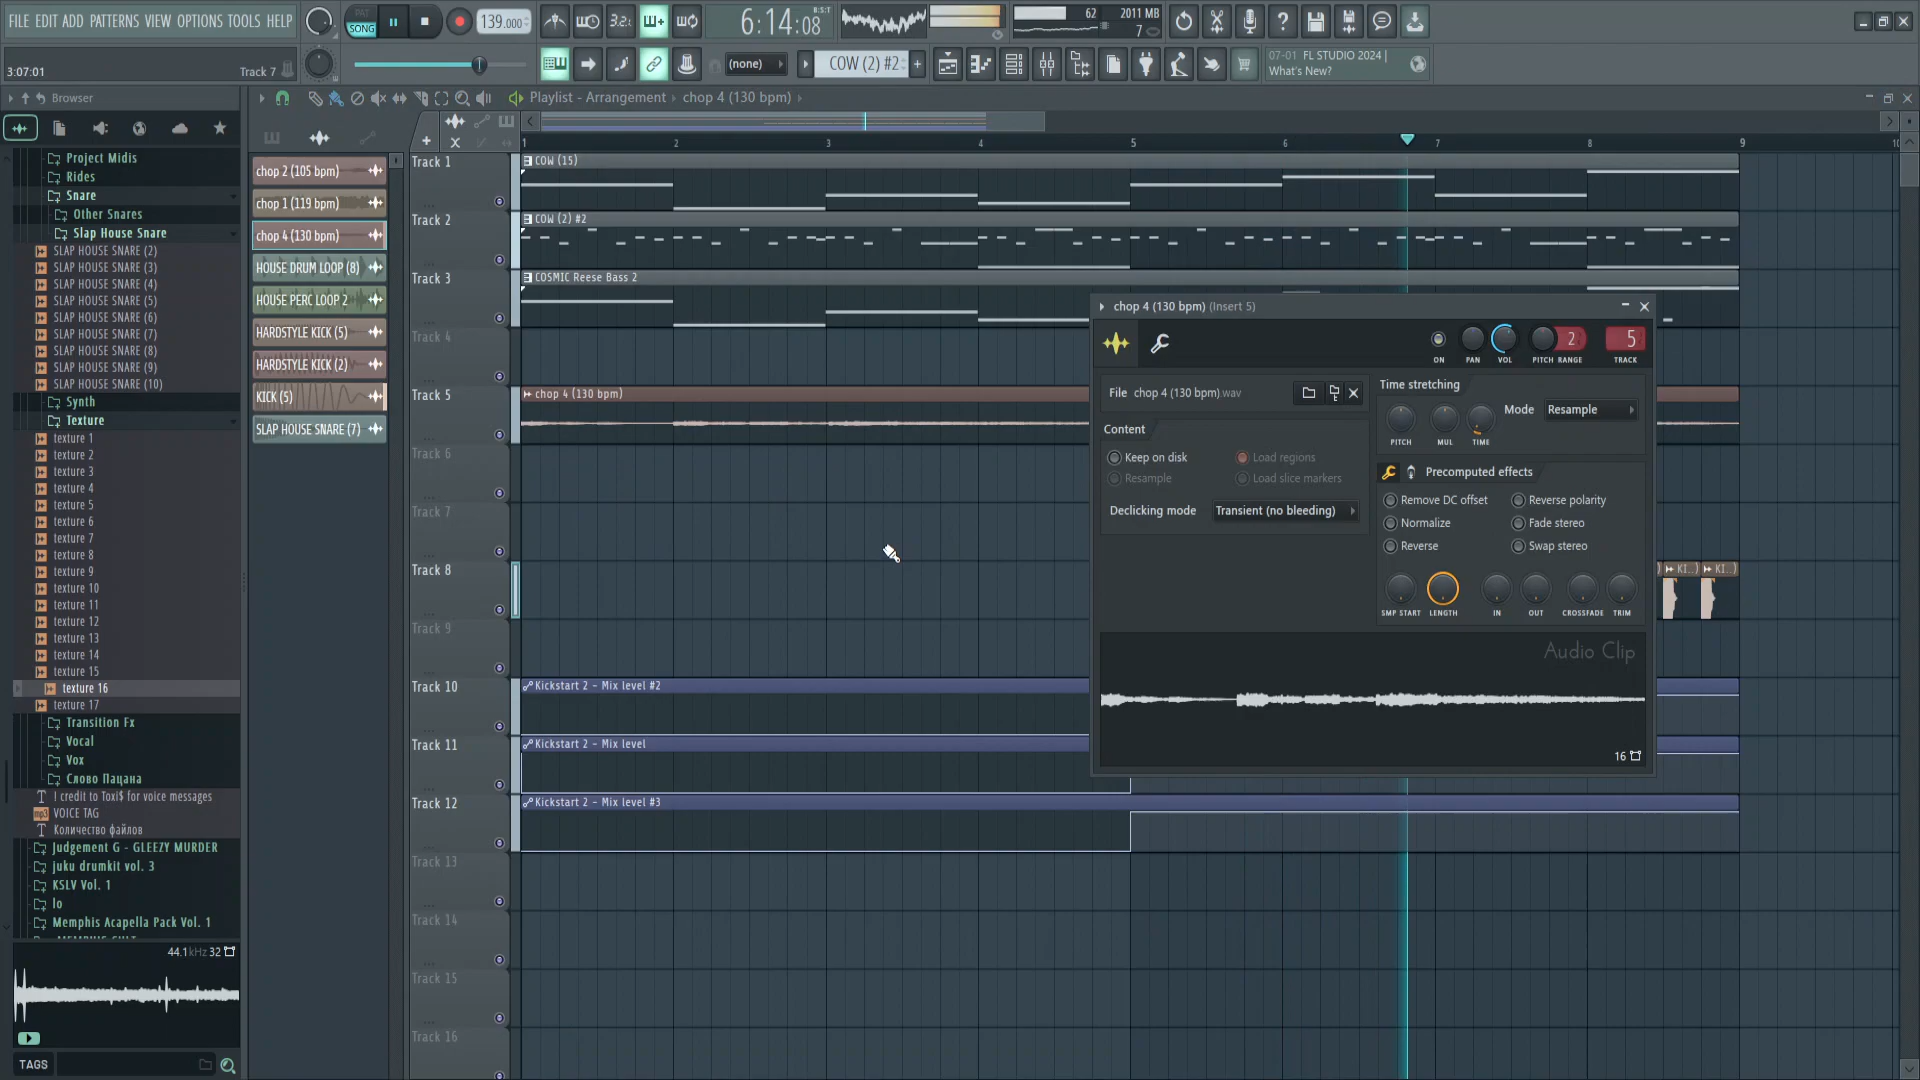 FILE EDIT ADD PATTERNS VIEW OPTIONS TOOLS HELP
PAT
SONG
139.000
3.2.
6:14:08
B:S:T
62
2011 MB
7
3:07:01
Track 7
(none)
COW (2) #2
07-01 FL STUDIO 2024 |
What's New?
Browser
Playlist - Arrangement › chop 4 (130 bpm) ›
Project Midis
Rides
Snare
Other Snares
Slap House Snare
SLAP HOUSE SNARE (2)
SLAP HOUSE SNARE (3)
SLAP HOUSE SNARE (4)
SLAP HOUSE SNARE (5)
SLAP HOUSE SNARE (6)
SLAP HOUSE SNARE (7)
SLAP HOUSE SNARE (8)
SLAP HOUSE SNARE (9)
SLAP HOUSE SNARE (10)
Synth
Texture
texture 1
texture 2
texture 3
texture 4
texture 5
texture 6
texture 7
texture 8
texture 9
texture 10
texture 11
texture 12
texture 13
texture 14
texture 15
texture 16
texture 17
Transition Fx
Vocal
Vox
Слово Пацана
! credit to Toxi$ for voice messages
VOICE TAG
Количество файлов
Judgement G - GLEEZY MURDER
juku drumkit vol. 3
KSLV Vol. 1
lo
Memphis Acapella Pack Vol. 1
44.1kHz 32
TAGS
chop 2 (105 bpm)
chop 1 (119 bpm)
chop 4 (130 bpm)
HOUSE DRUM LOOP (8)
HOUSE PERC LOOP 2
HARDSTYLE KICK (5)
HARDSTYLE KICK (2)
KICK (5)
SLAP HOUSE SNARE (7)
1 2 3 4 5 6 7 8 9 10
Track 1
COW (15)
Track 2
COW (2) #2
Track 3
COSMIC Reese Bass 2
Track 4
Track 5
chop 4 (130 bpm)
Track 6
Track 7
Track 8
KI...)
KI...)
Track 9
Track 10
Kickstart 2 - Mix level #2
Track 11
Kickstart 2 - Mix level
Track 12
Kickstart 2 - Mix level #3
Track 13
Track 14
Track 15
Track 16
chop 4 (130 bpm) (Insert 5)
2
5
ON
PAN
VOL
PITCH RANGE
TRACK
File chop 4 (130 bpm).wav
Content
Keep on disk
Load regions
Resample
Load slice markers
Declicking mode
Transient (no bleeding)
Time stretching
Mode
Resample
PITCH
MUL
TIME
Precomputed effects
Remove DC offset
Reverse polarity
Normalize
Fade stereo
Reverse
Swap stereo
SMP START
LENGTH
IN
OUT
CROSSFADE
TRIM
Audio Clip
16